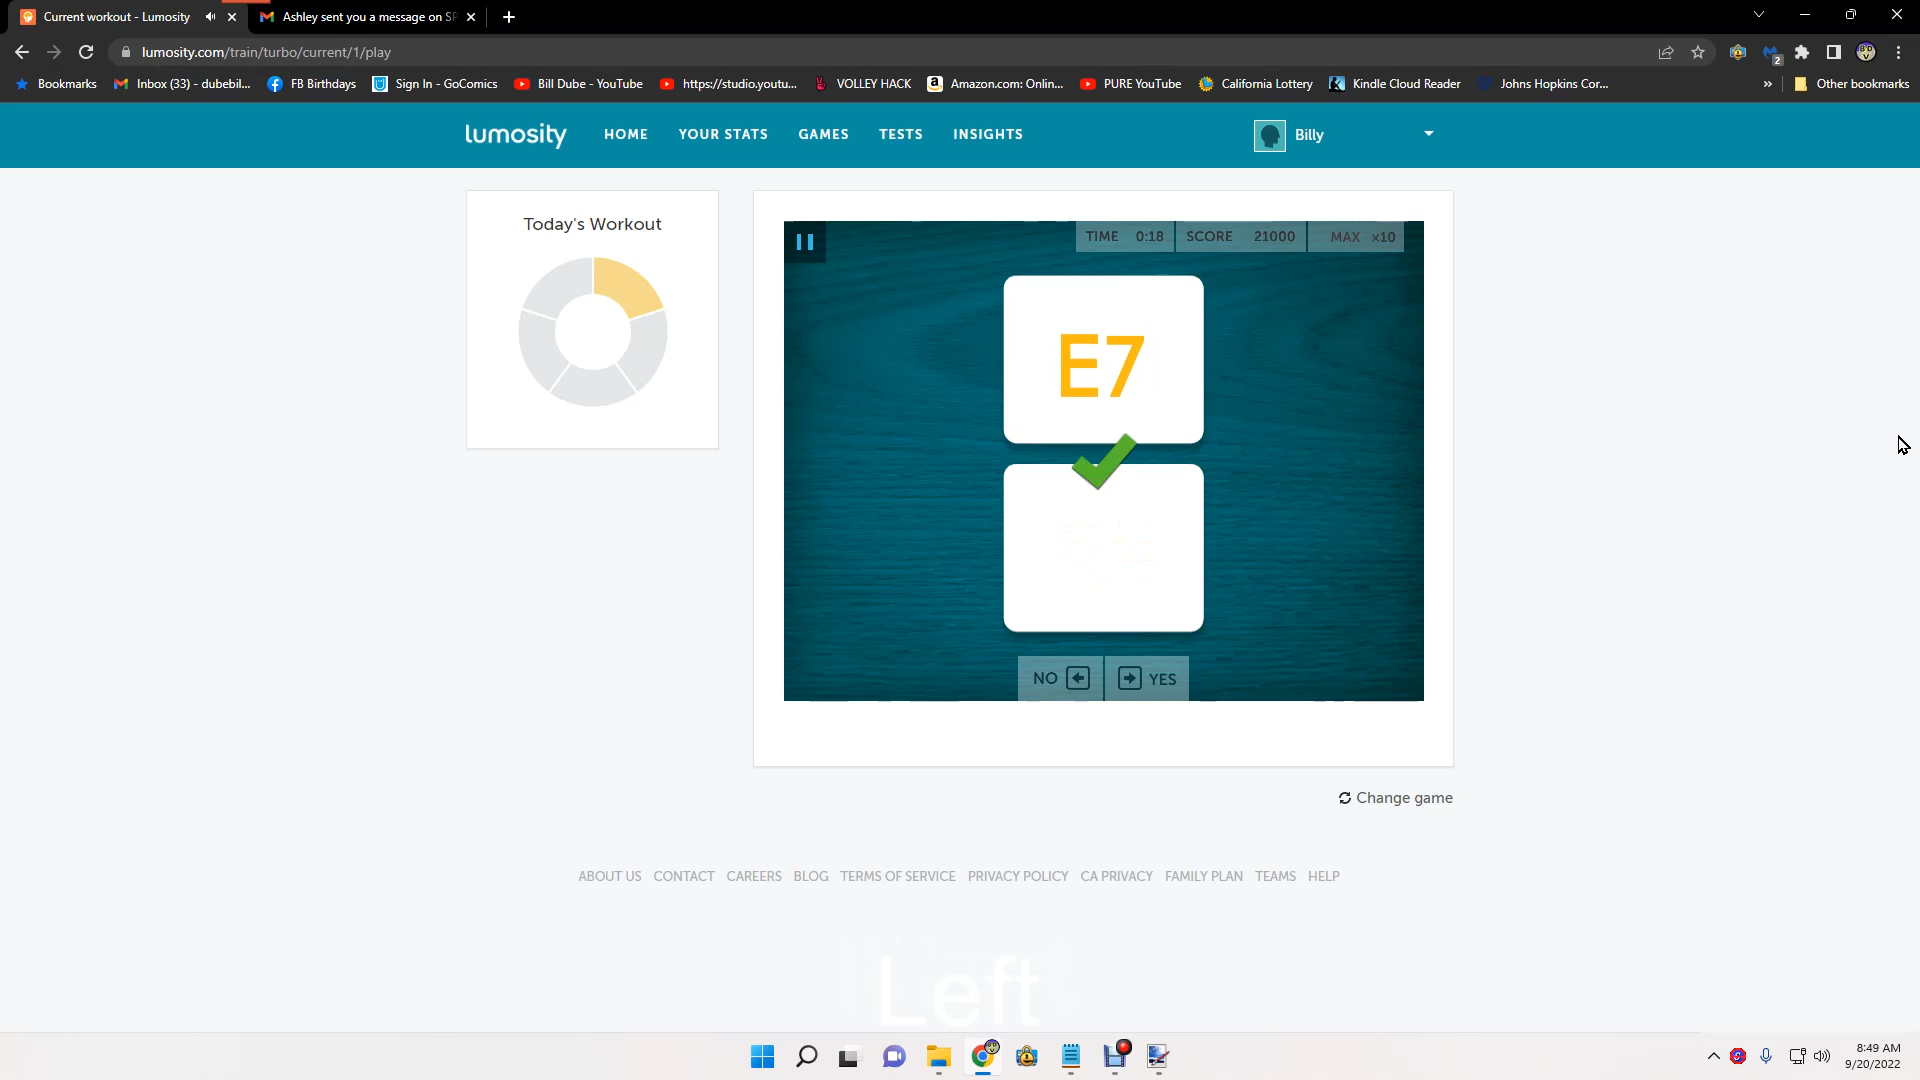 Current workout - Lumosity
Ashley sent you a message on SP
lumosity.com/train/turbo/current/1/play
2
Bookmarks
Inbox (33) - dubebil...
FB Birthdays
Sign In - GoComics
Bill Dube - YouTube
https://studio.youtu...
VOLLEY HACK
Amazon.com: Onlin...
PURE YouTube
California Lottery
Kindle Cloud Reader
Johns Hopkins Cor...
»
Other bookmarks
lumosity
HOME
YOUR STATS
GAMES
TESTS
INSIGHTS
Billy
Today's Workout
TIME 0:18
SCORE 21000
MAX x10
E7
NO
YES
Change game
ABOUT US
CONTACT
CAREERS
BLOG
TERMS OF SERVICE
PRIVACY POLICY
CA PRIVACY
FAMILY PLAN
TEAMS
HELP
Left
8:49 AM
9/20/2022